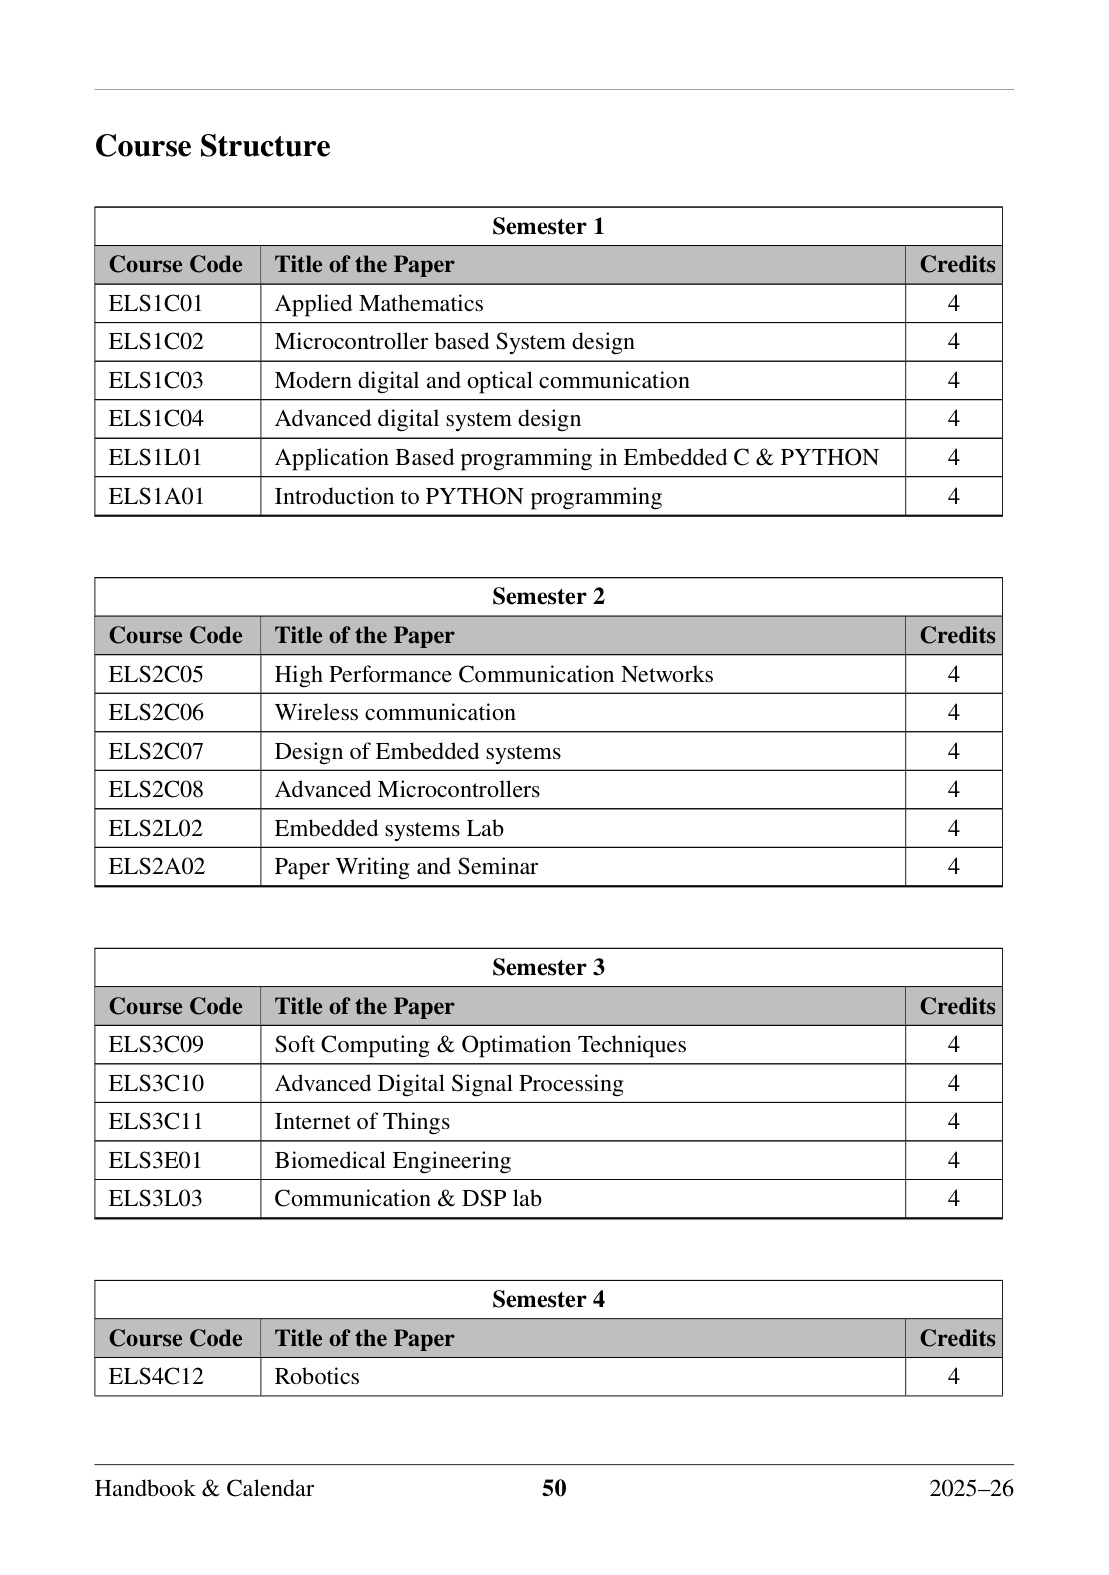 Course Structure
Semester 1
Course Code Title of the Paper Credits
ELS1C01 Applied Mathematics 4
ELS1C02 Microcontroller based System design 4
ELS1C03 Modern digital and optical communication 4
ELS1C04 Advanced digital system design 4
ELS1L01 Application Based programming in Embedded C & PYTHON 4
ELS1A01 Introduction to PYTHON programming 4
Semester 2
Course Code Title of the Paper Credits
ELS2C05 High Performance Communication Networks 4
ELS2C06 Wireless communication 4
ELS2C07 Design of Embedded systems 4
ELS2C08 Advanced Microcontrollers 4
ELS2L02 Embedded systems Lab 4
ELS2A02 Paper Writing and Seminar 4
Semester 3
Course Code Title of the Paper Credits
ELS3C09 Soft Computing & Optimation Techniques 4
ELS3C10 Advanced Digital Signal Processing 4
ELS3C11 Internet of Things 4
ELS3E01 Biomedical Engineering 4
ELS3L03 Communication & DSP lab 4
Semester 4
Course Code Title of the Paper Credits
ELS4C12 Robotics 4
Handbook & Calendar 50 2025–26